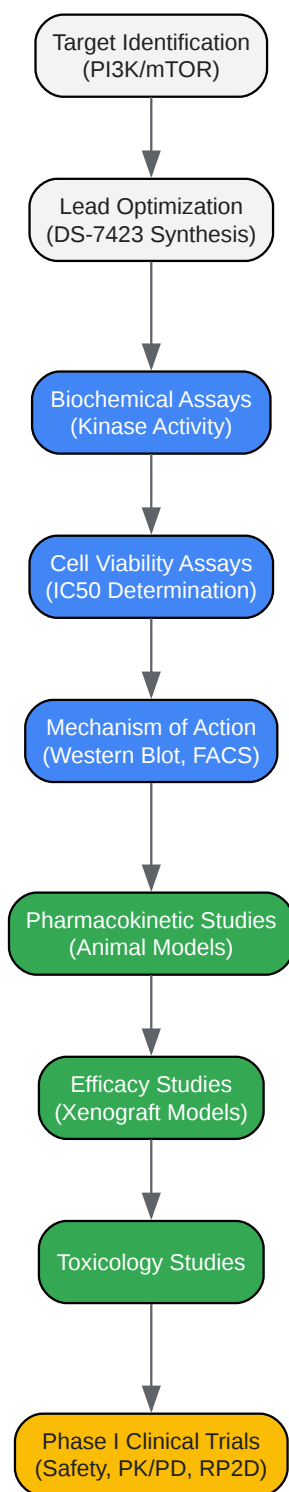 Target Identification
(PI3K/mTOR)
Lead Optimization
(DS-7423 Synthesis)
Biochemical Assays
(Kinase Activity)
Cell Viability Assays
(IC50 Determination)
Mechanism of Action
(Western Blot, FACS)
Pharmacokinetic Studies
(Animal Models)
Efficacy Studies
(Xenograft Models)
Toxicology Studies
Phase I Clinical Trials
(Safety, PK/PD, RP2D)